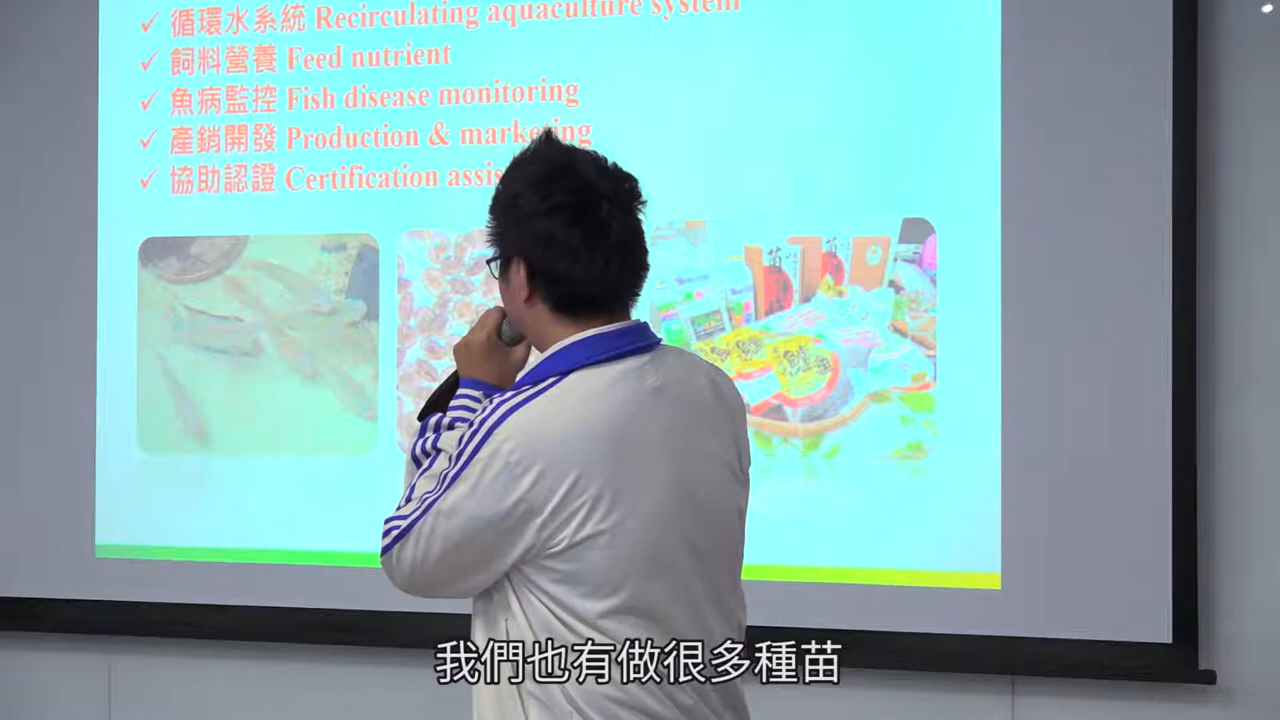 ✓ 循環水系統 Recirculating aquaculture system
✓ 飼料營養 Feed nutrient
✓ 魚病監控 Fish disease monitoring
✓ 產銷開發 Production & marketing
✓ 協助認證 Certification
我們也有做很多種苗